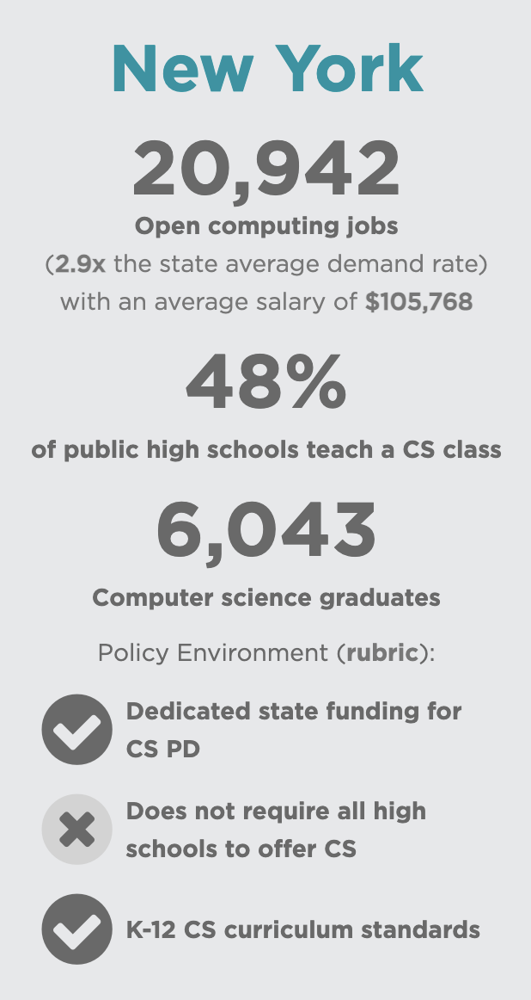 New York
20,942
Open computing jobs
(2.9x the state average demand rate)
with an average salary of $105,768
48%
of public high schools teach a CS class
6,043
Computer science graduates
Policy Environment (rubric):
Dedicated state funding for
CS PD
Does not require all high
schools to offer CS
K-12 CS curriculum standards